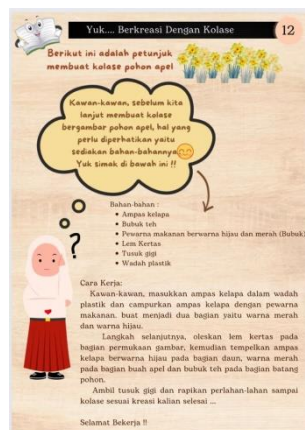 Yuk.... Berkreasi Dengan Kolase
12
Berikut ini adalah petunjuk
membuat kolase pohon apel
Kawan-kawan, sebelum kita
lanjut membuat kolase
bergambar pohon apel, hal yang
perlu diperhatikan yaitu
sediakan bahan-bahannya
Yuk simak di bawah ini !!
?
Bahan-bahan :
• Ampas kelapa
• Bubuk teh
• Pewarna makanan berwarna hijau dan merah (Bubuk)
• Lem Kertas
• Tusuk gigi
• Wadah plastik
Cara Kerja:
Kawan-kawan, masukkan ampas kelapa dalam wadah
plastik dan campurkan ampas kelapa dengan pewarna
makanan. buat menjadi dua bagian yaitu warna merah
dan warna hijau.
Langkah selanjutnya, oleskan lem kertas pada
bagian permukaan gambar, kemudian tempelkan ampas
kelapa berwarna hijau pada bagian daun, warna merah
pada bagian buah apel dan bubuk teh pada bagian batang
pohon.
Ambil tusuk gigi dan rapikan perlahan-lahan sampai
kolase sesuai kreasi kalian selesai ...
Selamat Bekerja !!